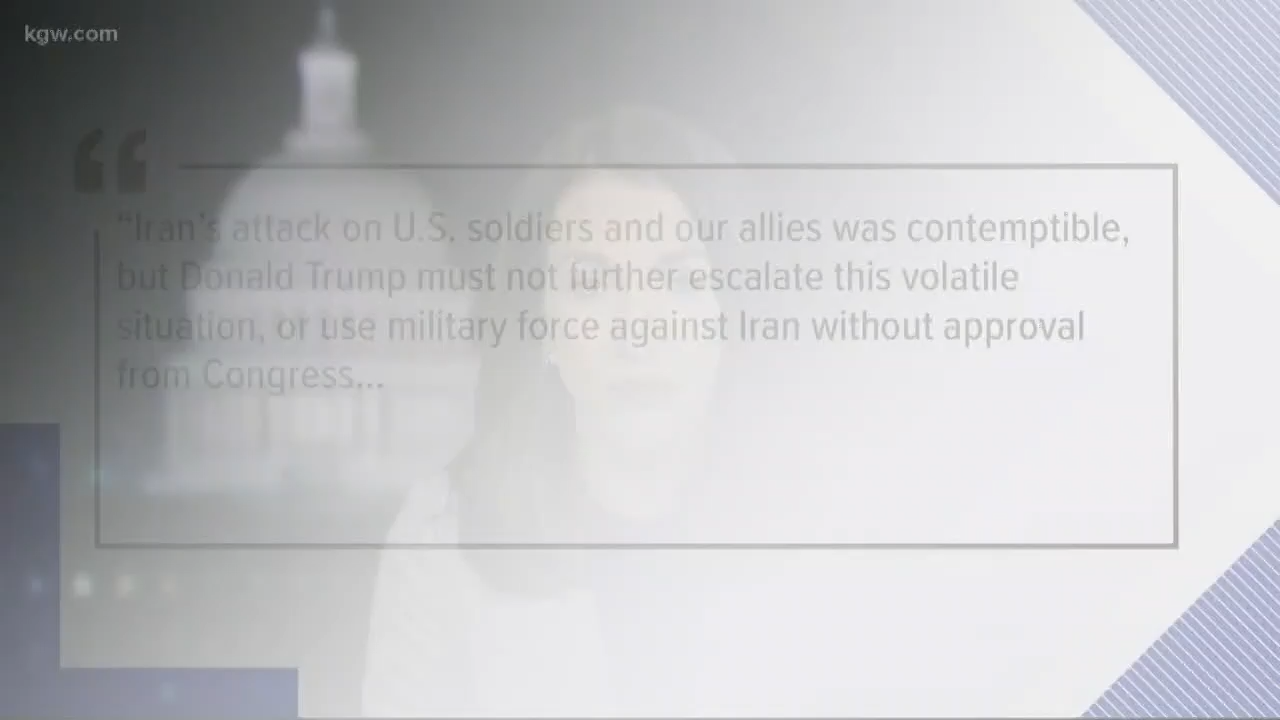 kgw.com
“
“Iran’s attack on U.S. soldiers and our allies was contemptible,
but Donald Trump must not further escalate this volatile
situation, or use military force against Iran without approval
from Congress...